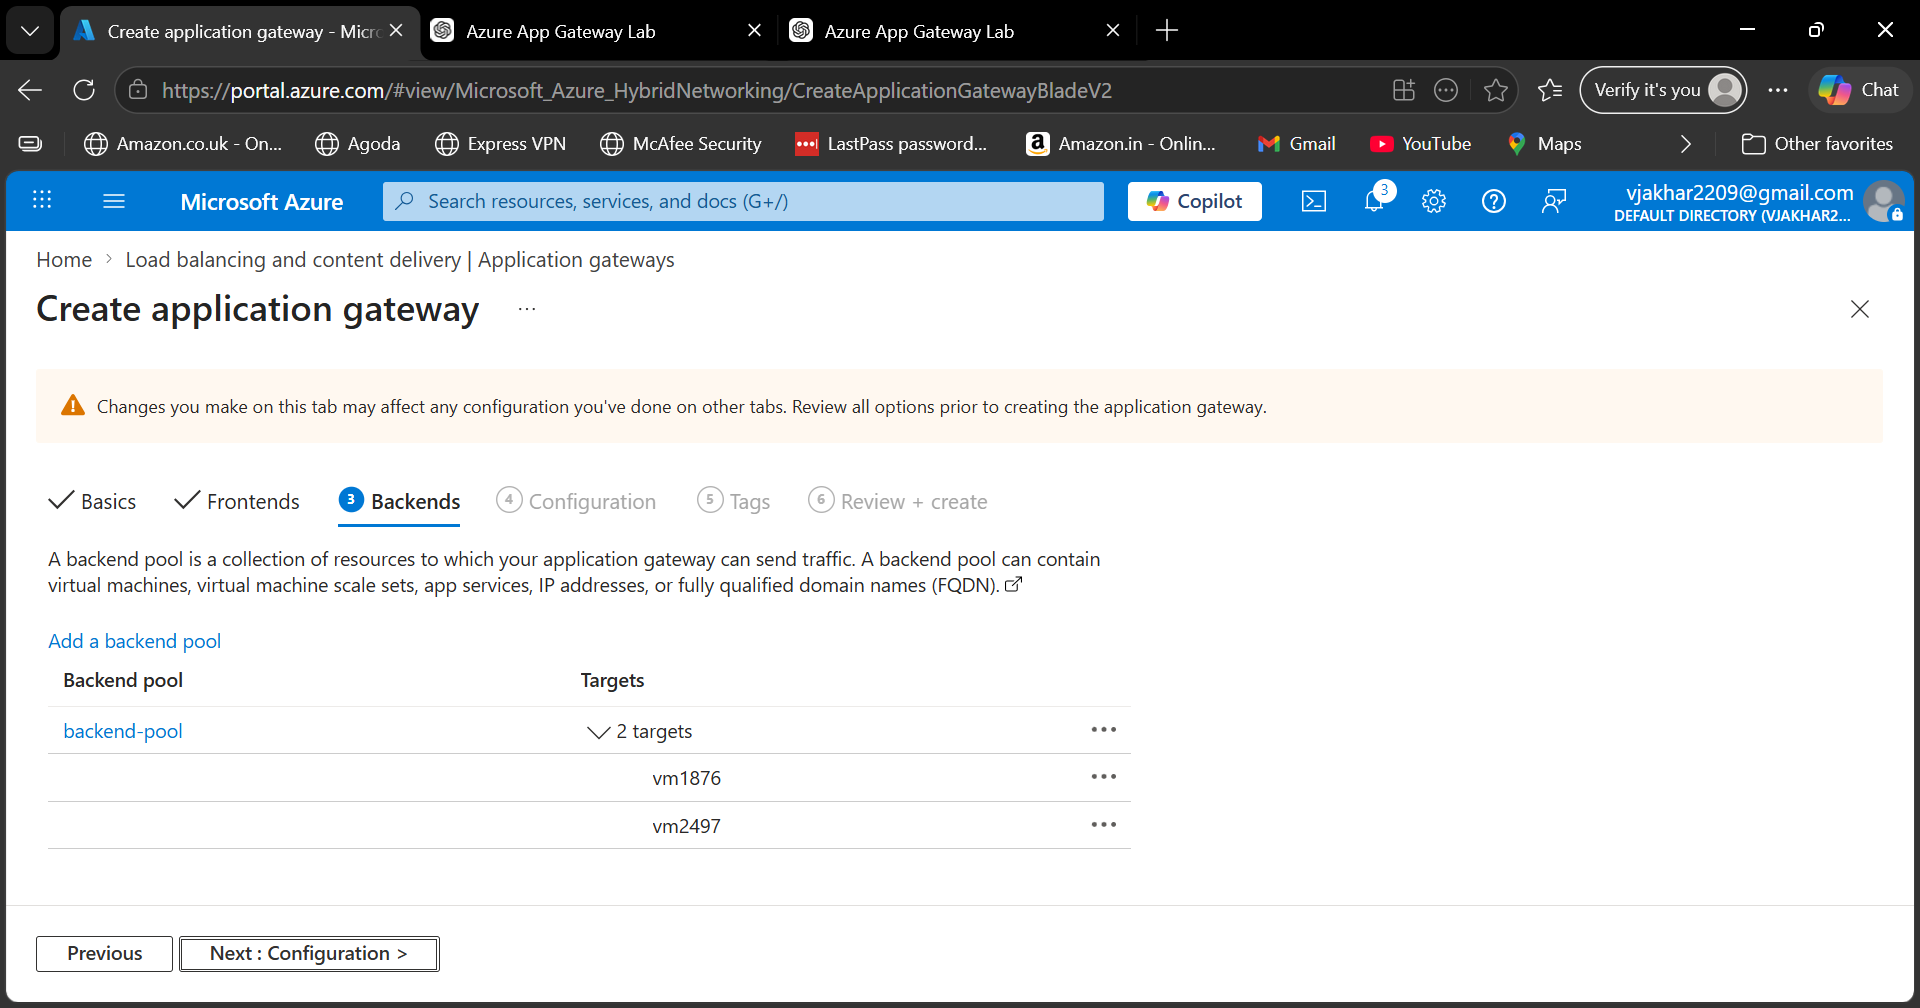 Create application gateway - Micro
Azure App Gateway Lab
Azure App Gateway Lab
https://portal.azure.com/#view/Microsoft_Azure_HybridNetworking/CreateApplicationGatewayBladeV2
Verify it's you
Chat
Amazon.co.uk - On...
Agoda
Express VPN
McAfee Security
LastPass password...
Amazon.in - Onlin...
Gmail
YouTube
Maps
Other favorites
Microsoft Azure
Search resources, services, and docs (G+/)
Copilot
3
vjakhar2209@gmail.com
DEFAULT DIRECTORY (VJAKHAR2...
Home > Load balancing and content delivery | Application gateways
Create application gateway ...
Changes you make on this tab may affect any configuration you've done on other tabs. Review all options prior to creating the application gateway.
Basics
Frontends
3 Backends
4 Configuration
5 Tags
6 Review + create
A backend pool is a collection of resources to which your application gateway can send traffic. A backend pool can contain
virtual machines, virtual machine scale sets, app services, IP addresses, or fully qualified domain names (FQDN).
Add a backend pool
Backend pool Targets
backend-pool 2 targets
vm1876
vm2497
Previous
Next : Configuration >